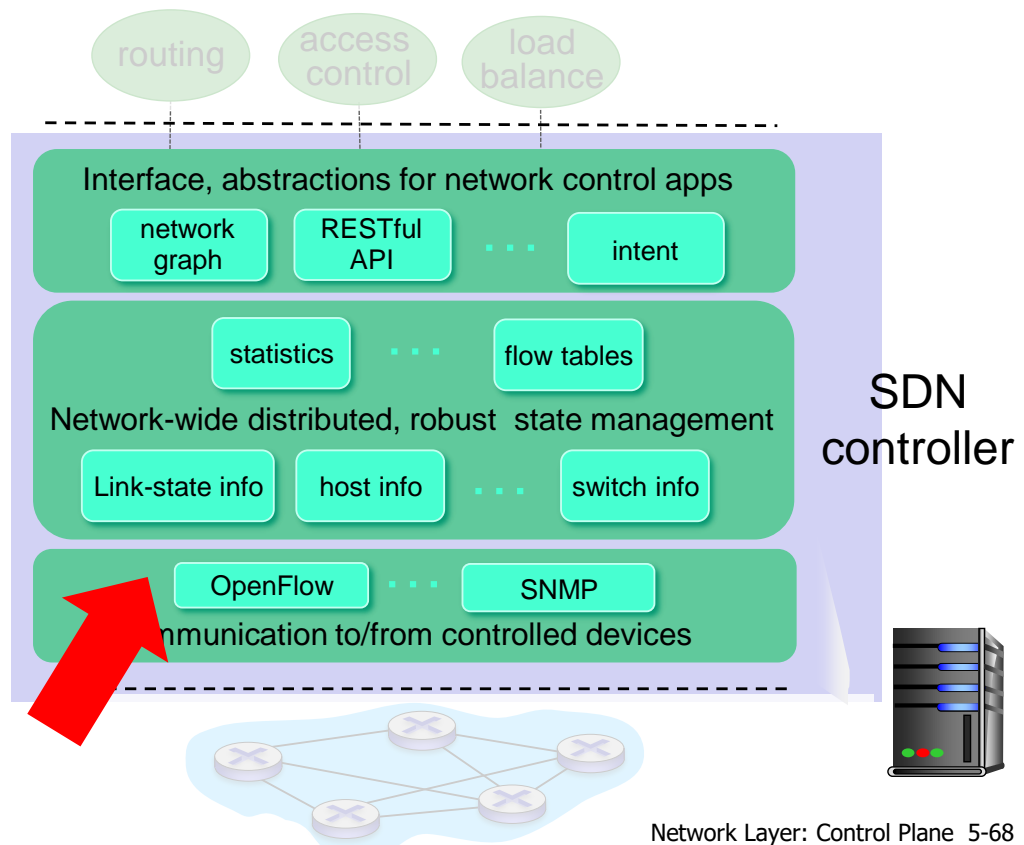 routing
access
control
load
balance
Interface, abstractions for network control apps
network
graph
RESTful
API
. . .
intent
statistics
. . .
flow tables
Network-wide distributed, robust state management
Link-state info
host info
. . .
switch info
SDN
controller
OpenFlow
. . .
SNMP
mmunication to/from controlled devices
Network Layer: Control Plane 5-68